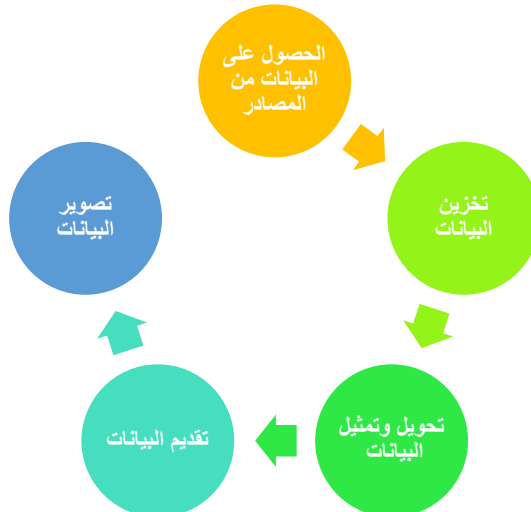 الحصول على
البيانات من
المصادر
تخزين
البيانات
تحويل وتمثيل
البيانات
تقديم البيانات
تصوير
البيانات